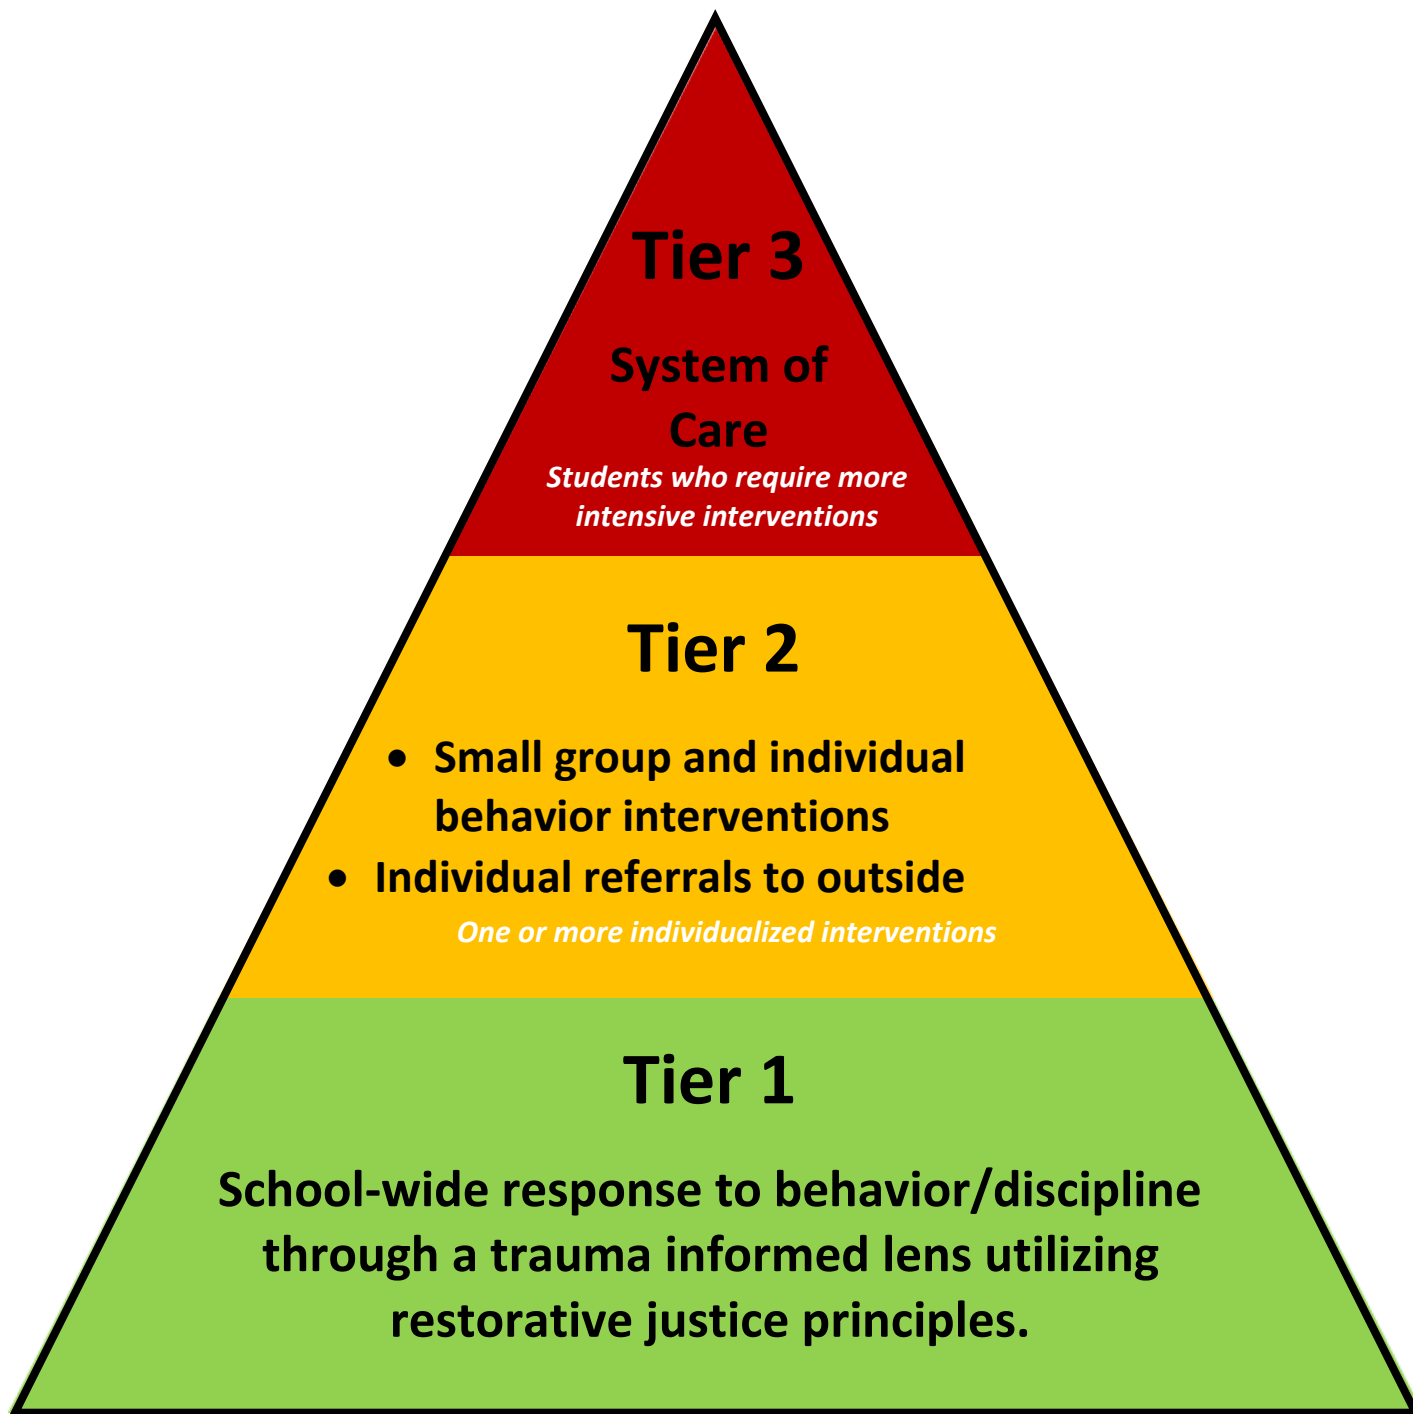 Tier 3
System of
Care
Students who require more
intensive interventions
Tier 2
• Small group and individual
behavior interventions
• Individual referrals to outside
One or more individualized interventions
Tier 1
School-wide response to behavior/discipline
through a trauma informed lens utilizing
restorative justice principles.